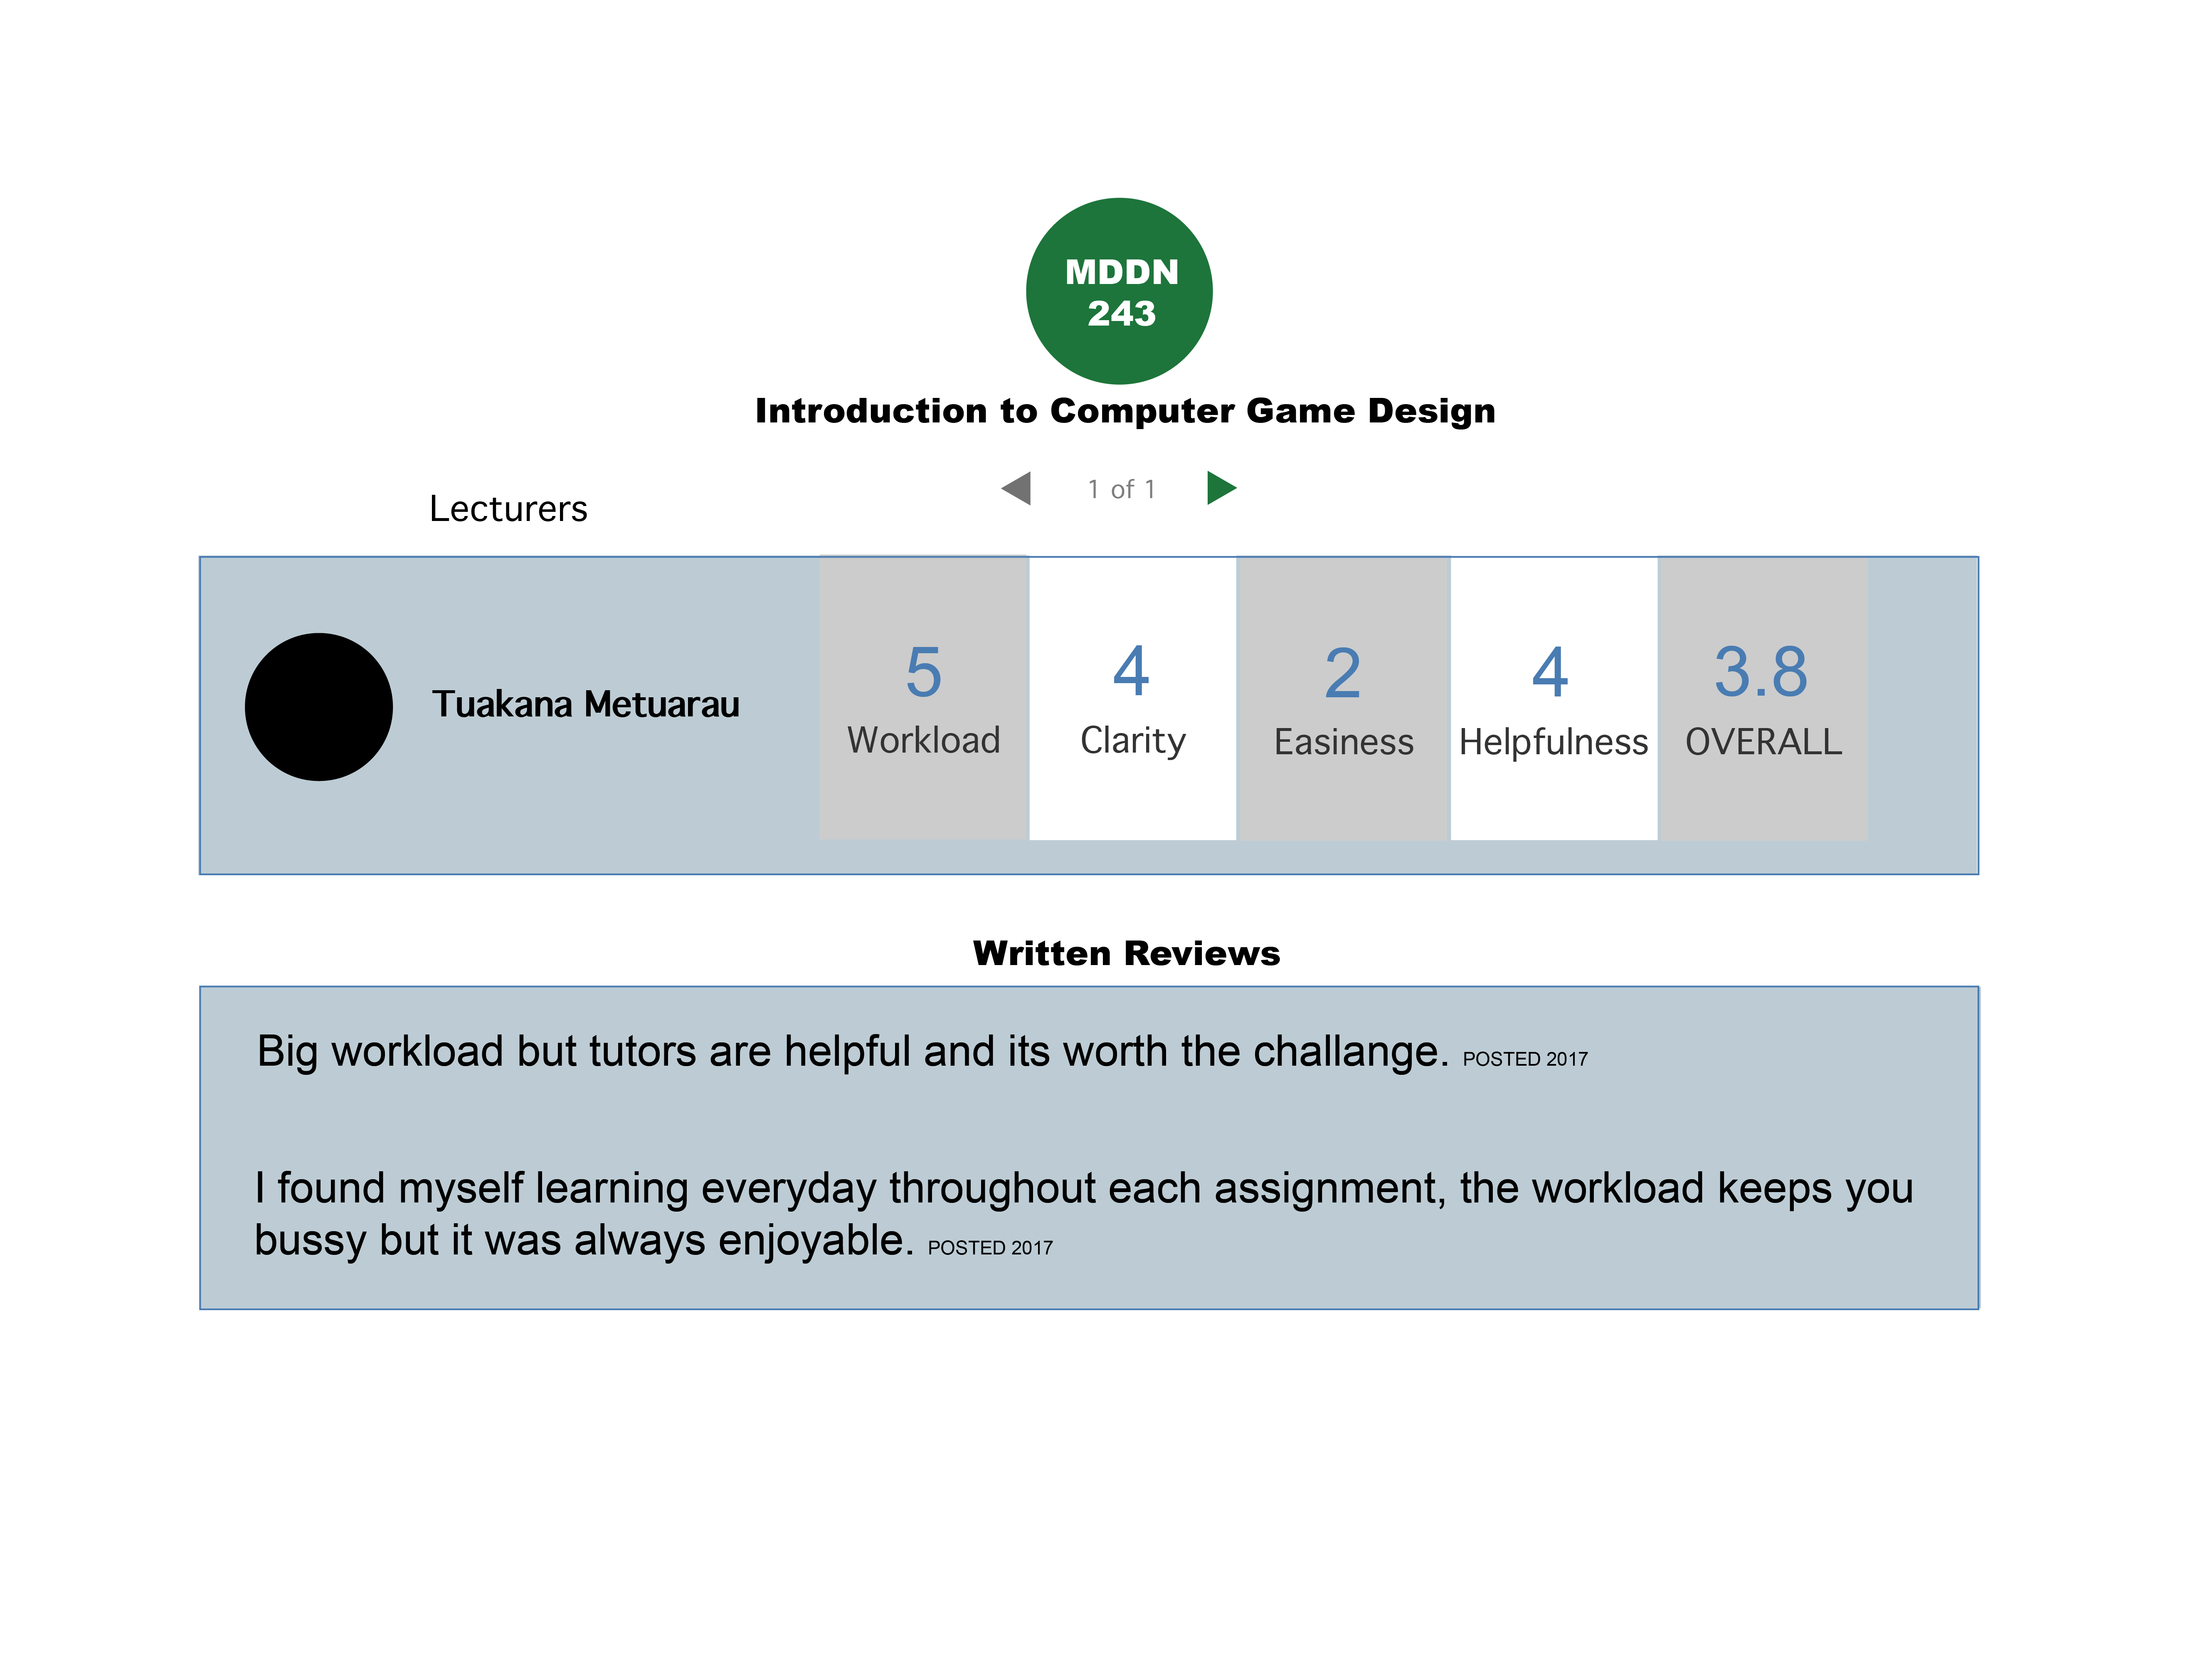 MDDN
243
Introduction to Computer Game Design
1 of 1
Lecturers
Tuakana Metuarau
5
Workload
4
Clarity
2
Easiness
4
Helpfulness
3.8
OVERALL
Written Reviews
Big workload but tutors are helpful and its worth the challange. POSTED 2017
I found myself learning everyday throughout each assignment, the workload keeps you
bussy but it was always enjoyable. POSTED 2017